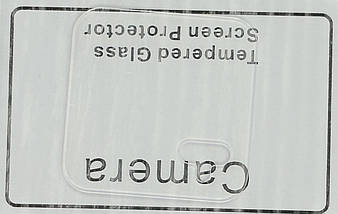 Camera
Tempered Glass
Screen Protector